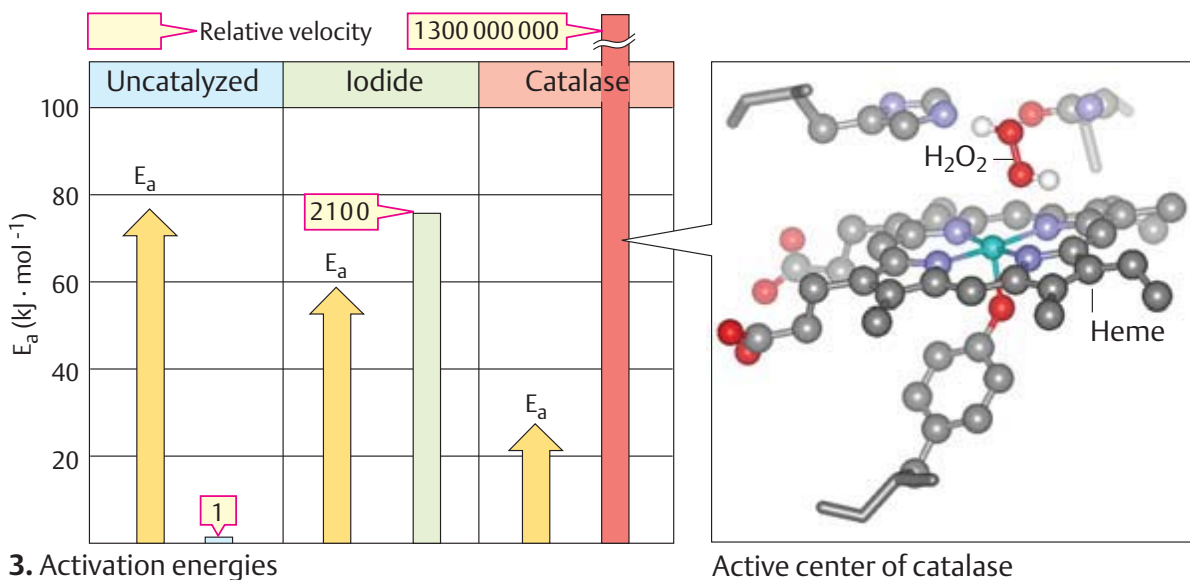 Relative velocity
1300 000 000
Uncatalyzed
Iodide
Catalase
100
80
60
40
20
Eₐ (kJ · mol⁻¹)
Eₐ
1
Eₐ
2100
Eₐ
H₂O₂
Heme
3. Activation energies
Active center of catalase